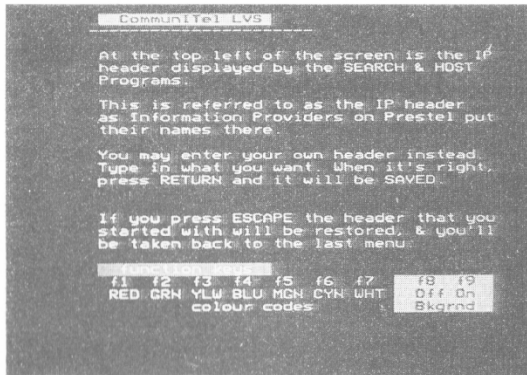 CommunITel LVS
At the top left of the screen is the IP
header displayed by the SEARCH & HOST
Programs.
This is referred to as the IP header
as Information Providers on Prestel put
their names there.
You may enter your own header instead.
Type in what you want. When it's right,
press RETURN and it will be SAVED.
If you press ESCAPE the header that you
started with will be restored, & you'll
be taken back to the last menu.
function keys
f1 f2 f3 f4 f5 f6 f7 f8 f9
RED GRN YLW BLU MGN CYN WHT Off On
colour codes Bkgrnd